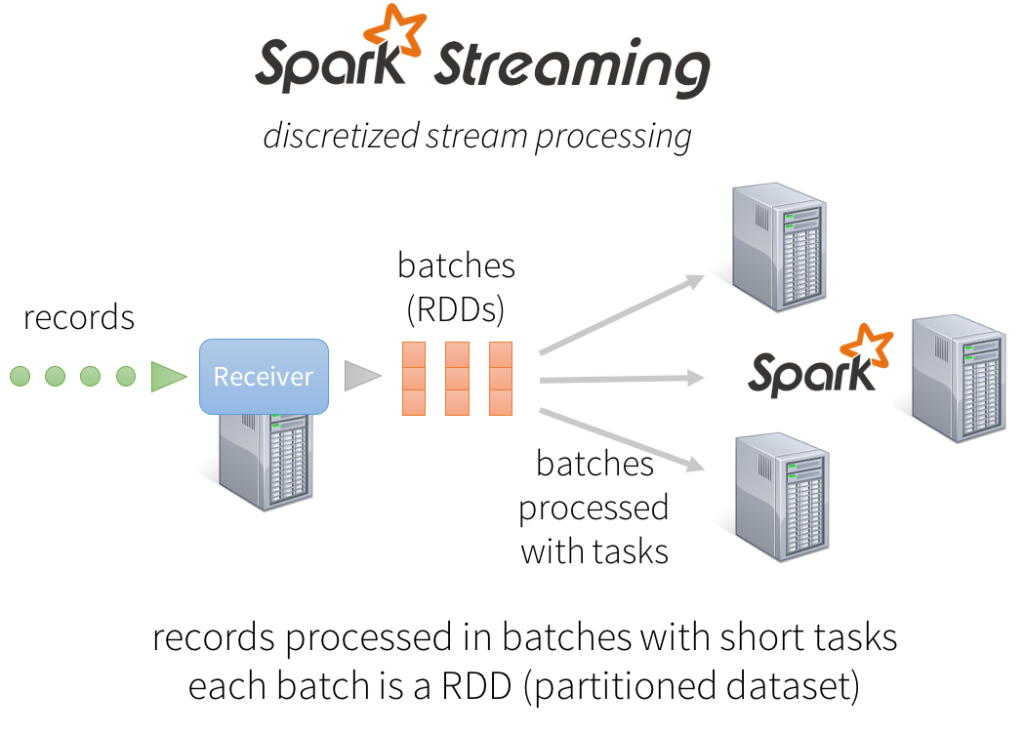 Spark Streaming
discretized stream processing
records
Receiver
batches
(RDDs)
Spark
batches
processed
with tasks
records processed in batches with short tasks
each batch is a RDD (partitioned dataset)